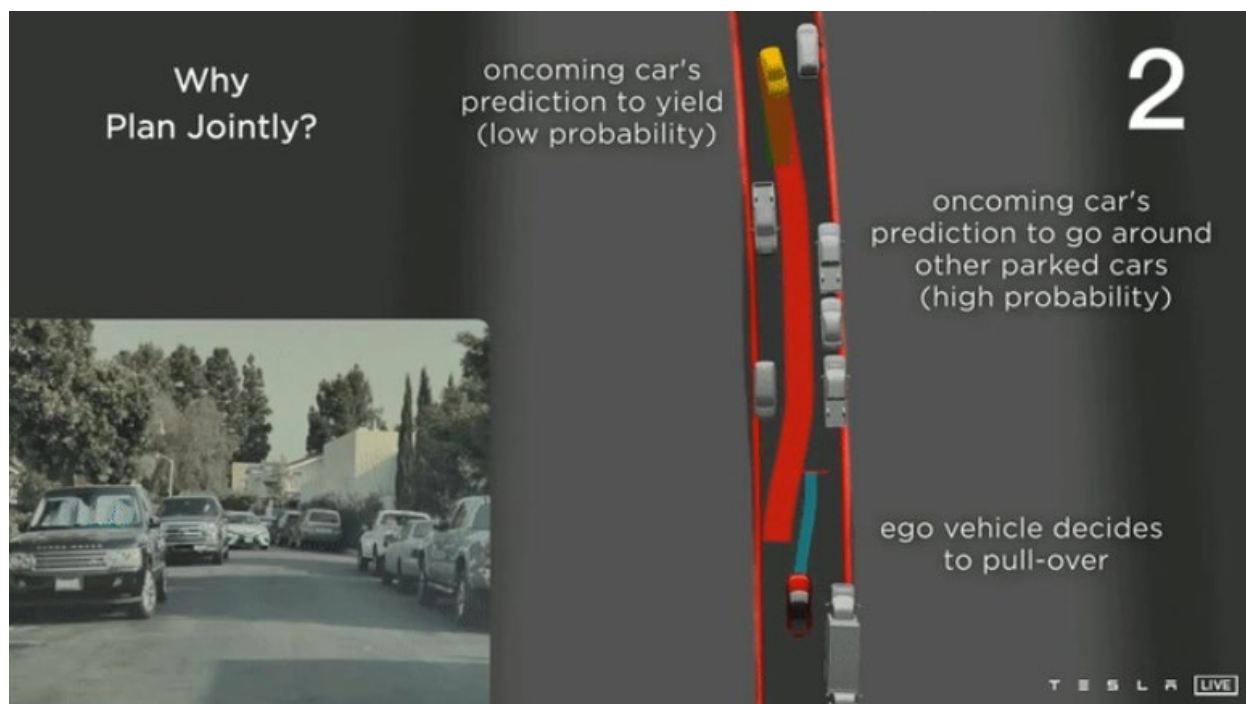 Why
Plan Jointly?
oncoming car's
prediction to yield
(low probability)
2
oncoming car's
prediction to go around
other parked cars
(high probability)
ego vehicle decides
to pull-over
TESLA LIVE